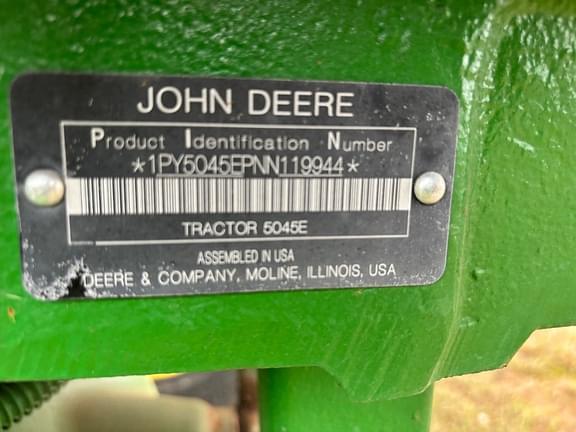 JOHN DEERE
Product Identification Number
*1PY5045EPNN119944*
TRACTOR 5045E
ASSEMBLED IN USA
DEERE & COMPANY, MOLINE, ILLINOIS, USA